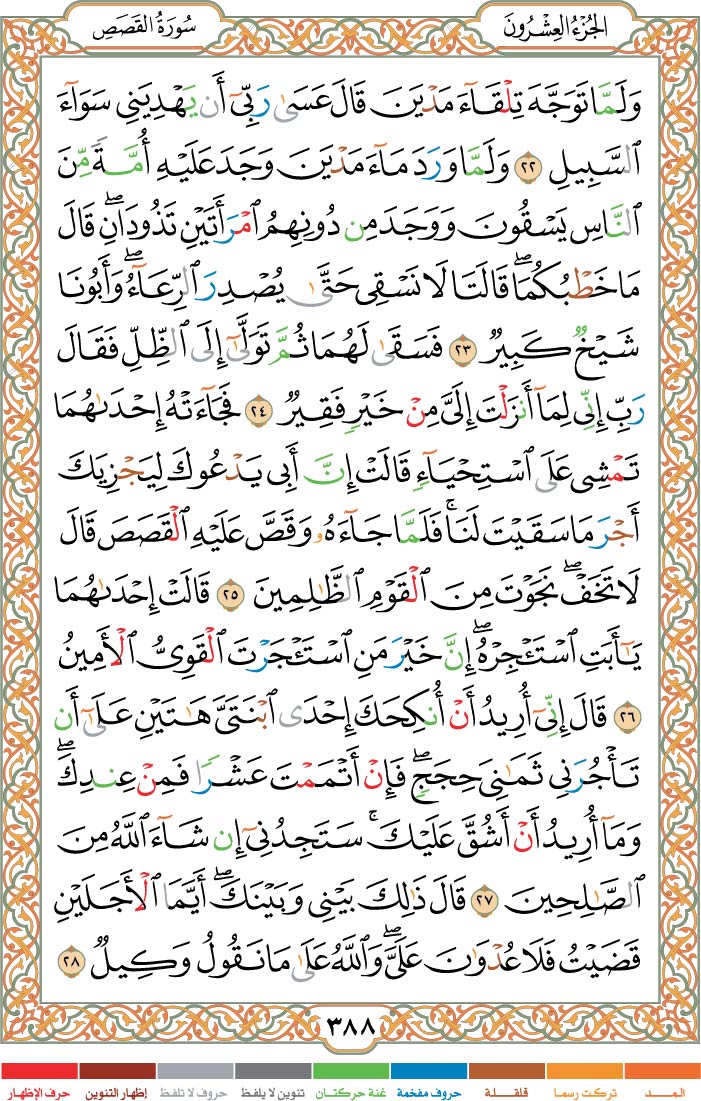 الجُزْءُ العِشْرُونَ
سُورَةُ القَصَصِ
وَلَمَّا تَوَجَّهَ تِلْقَآءَ مَدْيَنَ قَالَ عَسَىٰ رَبِّىٓ أَن يَهْدِيَنِى سَوَآءَ
ٱلسَّبِيلِ ٢٢ وَلَمَّا وَرَدَ مَآءَ مَدْيَنَ وَجَدَ عَلَيْهِ أُمَّةً مِّنَ
ٱلنَّاسِ يَسْقُونَ وَوَجَدَ مِن دُونِهِمُ ٱمْرَأَتَيْنِ تَذُودَانِ ۖ قَالَ
مَا خَطْبُكُمَا ۖ قَالَتَا لَا نَسْقِى حَتَّىٰ يُصْدِرَ ٱلرِّعَآءُ ۖ وَأَبُونَا
شَيْخٌ كَبِيرٌ ٢٣ فَسَقَىٰ لَهُمَا ثُمَّ تَوَلَّىٰٓ إِلَى ٱلظِّلِّ فَقَالَ
رَبِّ إِنِّى لِمَآ أَنزَلْتَ إِلَىَّ مِنْ خَيْرٍ فَقِيرٌ ٢٤ فَجَآءَتْهُ إِحْدَىٰهُمَا
تَمْشِى عَلَى ٱسْتِحْيَآءٍ قَالَتْ إِنَّ أَبِى يَدْعُوكَ لِيَجْزِيَكَ
أَجْرَ مَا سَقَيْتَ لَنَا ۚ فَلَمَّا جَآءَهُۥ وَقَصَّ عَلَيْهِ ٱلْقَصَصَ قَالَ
لَا تَخَفْ ۖ نَجَوْتَ مِنَ ٱلْقَوْمِ ٱلظَّٰلِمِينَ ٢٥ قَالَتْ إِحْدَىٰهُمَا
يَٰٓأَبَتِ ٱسْتَـْٔجِرْهُ ۖ إِنَّ خَيْرَ مَنِ ٱسْتَـْٔجَرْتَ ٱلْقَوِىُّ ٱلْأَمِينُ
٢٦ قَالَ إِنِّىٓ أُرِيدُ أَنْ أُنكِحَكَ إِحْدَى ٱبْنَتَىَّ هَٰتَيْنِ عَلَىٰٓ أَن
تَأْجُرَنِى ثَمَٰنِىَ حِجَجٍ ۖ فَإِنْ أَتْمَمْتَ عَشْرًا فَمِنْ عِندِكَ ۖ
وَمَآ أُرِيدُ أَنْ أَشُقَّ عَلَيْكَ ۚ سَتَجِدُنِىٓ إِن شَآءَ ٱللَّهُ مِنَ
ٱلصَّٰلِحِينَ ٢٧ قَالَ ذَٰلِكَ بَيْنِى وَبَيْنَكَ ۖ أَيَّمَا ٱلْأَجَلَيْنِ
قَضَيْتُ فَلَا عُدْوَٰنَ عَلَىَّ ۖ وَٱللَّهُ عَلَىٰ مَا نَقُولُ وَكِيلٌ ٢٨
٣٨٨
المـــد تركت رسما قلقلة حروف مفخمة غنة حركتان تنوين لا يلفظ حروف لا تلفظ إظهار التنوين حرف الإظهار